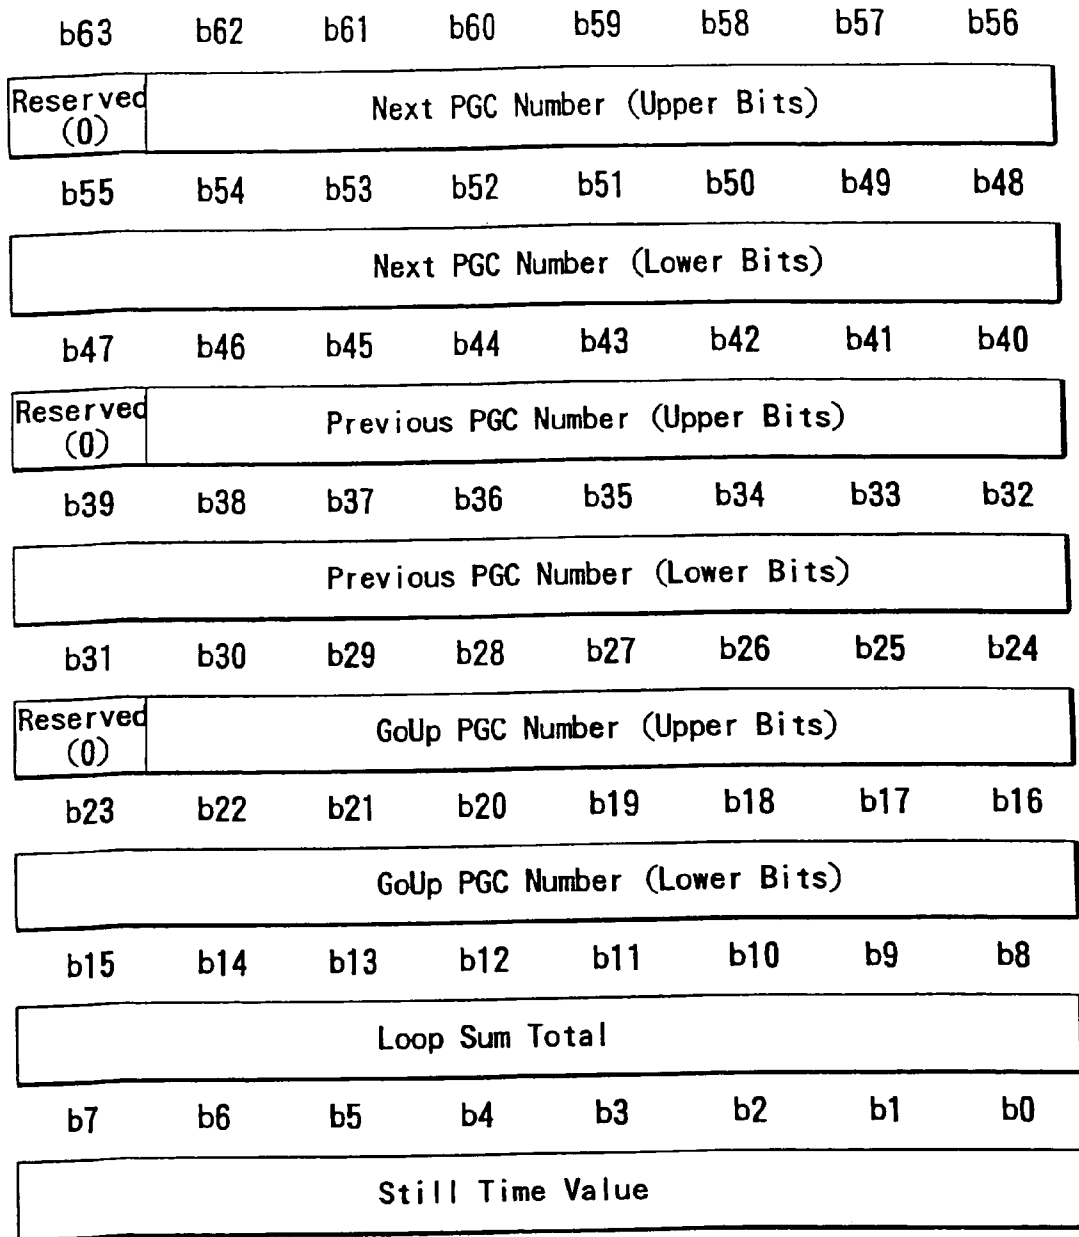 b63 b62 b61 b60 b59 b58 b57 b56
Reserved
(0)
Next PGC Number (Upper Bits)
b55 b54 b53 b52 b51 b50 b49 b48
Next PGC Number (Lower Bits)
b47 b46 b45 b44 b43 b42 b41 b40
Reserved
(0)
Previous PGC Number (Upper Bits)
b39 b38 b37 b36 b35 b34 b33 b32
Previous PGC Number (Lower Bits)
b31 b30 b29 b28 b27 b26 b25 b24
Reserved
(0)
GoUp PGC Number (Upper Bits)
b23 b22 b21 b20 b19 b18 b17 b16
GoUp PGC Number (Lower Bits)
b15 b14 b13 b12 b11 b10 b9 b8
Loop Sum Total
b7 b6 b5 b4 b3 b2 b1 b0
Still Time Value